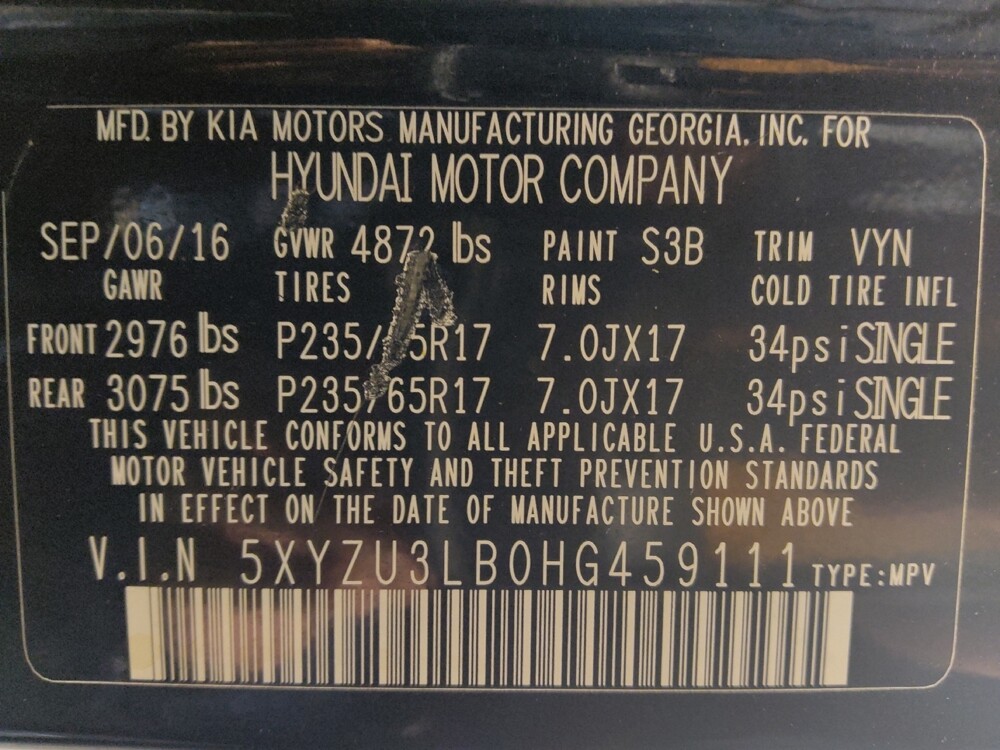 MFD. BY KIA MOTORS MANUFACTURING GEORGIA, INC. FOR
HYUNDAI MOTOR COMPANY
SEP/06/16 GVWR 4872 lbs PAINT S3B TRIM VYN
GAWR TIRES RIMS COLD TIRE INFL
FRONT 2976 lbs P235/65R17 7.0JX17 34psi SINGLE
REAR 3075 lbs P235/65R17 7.0JX17 34psi SINGLE
THIS VEHICLE CONFORMS TO ALL APPLICABLE U.S.A. FEDERAL
MOTOR VEHICLE SAFETY AND THEFT PREVENTION STANDARDS
IN EFFECT ON THE DATE OF MANUFACTURE SHOWN ABOVE
V.I.N 5XYZU3LB0HG459111 TYPE:MPV